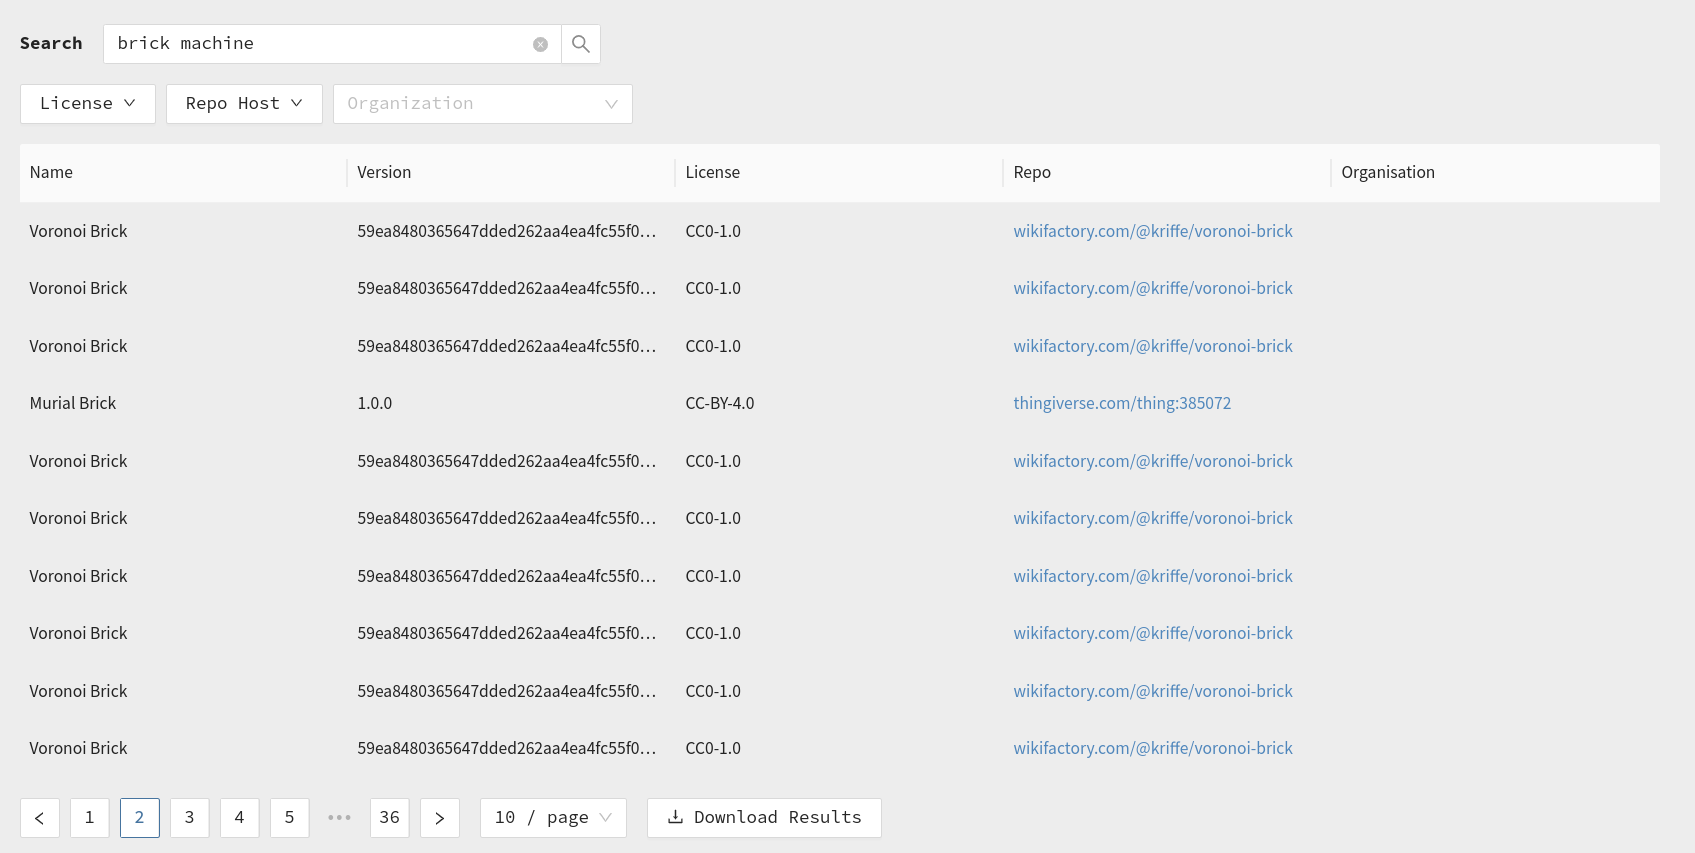 Search brick machine
License Repo Host Organization
Name Version License Repo Organisation
Voronoi Brick 59ea8480365647dded262aa4ea4fc55f0... CC0-1.0 wikifactory.com/@kriffe/voronoi-brick
Voronoi Brick 59ea8480365647dded262aa4ea4fc55f0... CC0-1.0 wikifactory.com/@kriffe/voronoi-brick
Voronoi Brick 59ea8480365647dded262aa4ea4fc55f0... CC0-1.0 wikifactory.com/@kriffe/voronoi-brick
Murial Brick 1.0.0 CC-BY-4.0 thingiverse.com/thing:385072
Voronoi Brick 59ea8480365647dded262aa4ea4fc55f0... CC0-1.0 wikifactory.com/@kriffe/voronoi-brick
Voronoi Brick 59ea8480365647dded262aa4ea4fc55f0... CC0-1.0 wikifactory.com/@kriffe/voronoi-brick
Voronoi Brick 59ea8480365647dded262aa4ea4fc55f0... CC0-1.0 wikifactory.com/@kriffe/voronoi-brick
Voronoi Brick 59ea8480365647dded262aa4ea4fc55f0... CC0-1.0 wikifactory.com/@kriffe/voronoi-brick
Voronoi Brick 59ea8480365647dded262aa4ea4fc55f0... CC0-1.0 wikifactory.com/@kriffe/voronoi-brick
Voronoi Brick 59ea8480365647dded262aa4ea4fc55f0... CC0-1.0 wikifactory.com/@kriffe/voronoi-brick
< 1 2 3 4 5 ••• 36 > 10 / page Download Results